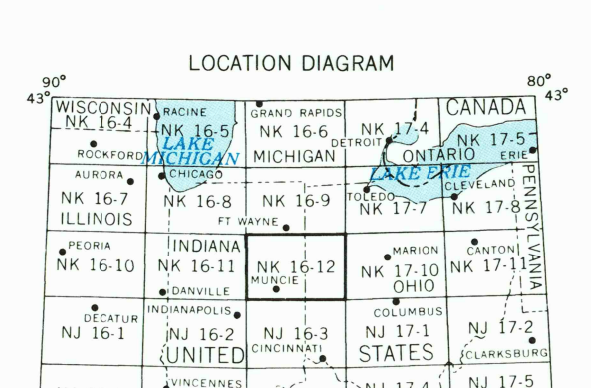 LOCATION DIAGRAM
90°
80°
43°
43°
WISCONSIN
RACINE
GRAND RAPIDS
CANADA
NK 16-4
NK 16-5
NK 16-6
NK 17-4
NK 17-5
ROCKFORD
LAKE
MICHIGAN
MICHIGAN
DETROIT
ONTARIO
ERIE
AURORA
CHICAGO
LAKE ERIE
CLEVELAND
PENNSYLVANIA
NK 16-7
NK 16-8
NK 16-9
TOLEDO
NK 17-7
NK 17-8
ILLINOIS
FT WAYNE
PEORIA
INDIANA
MARION
CANTON
NK 16-10
NK 16-11
NK 16-12
NK 17-10
NK 17-11
MUNCIE
OHIO
DANVILLE
DECATUR
INDIANAPOLIS
COLUMBUS
NJ 16-1
NJ 16-2
NJ 16-3
NJ 17-1
NJ 17-2
UNITED
CINCINNATI
STATES
CLARKSBURG
VINCENNES
NJ 17-4
NJ 17-5